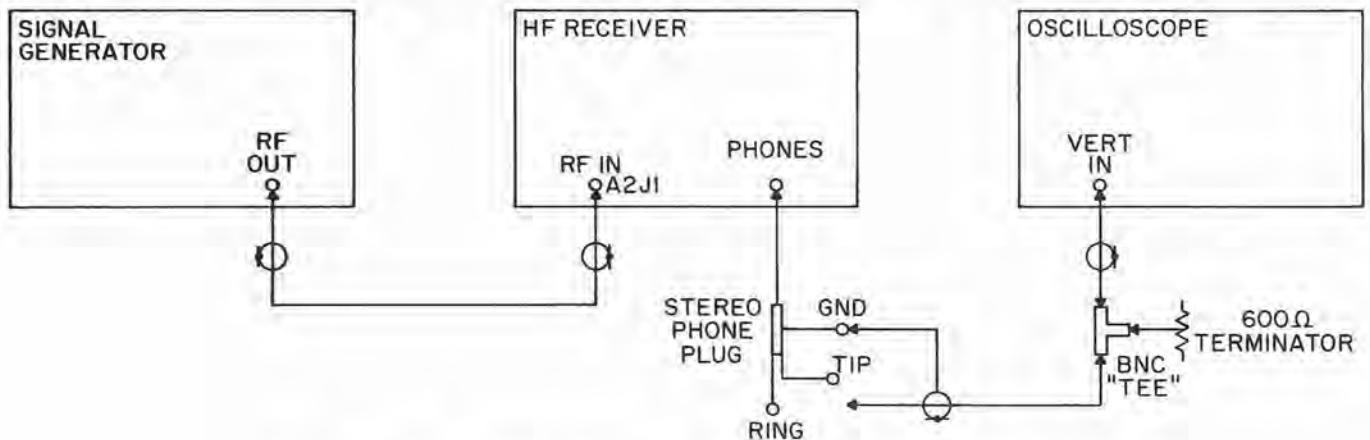 SIGNAL
GENERATOR
RF
OUT
HF RECEIVER
RF IN
A2J1
PHONES
OSCILLOSCOPE
VERT
IN
STEREO
PHONE
PLUG
GND
TIP
RING
BNC
"TEE"
600Ω
TERMINATOR